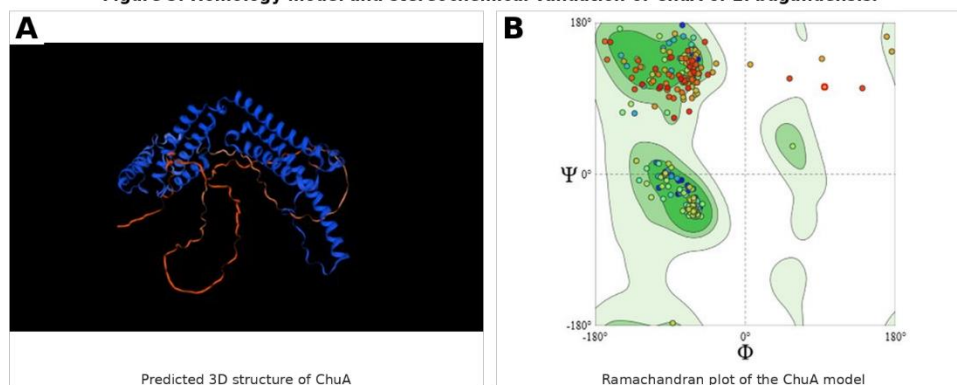 A
B
180°
Ψ 0°
-180°
-180°
0°
180°
Φ
Predicted 3D structure of ChuA
Ramachandran plot of the ChuA model